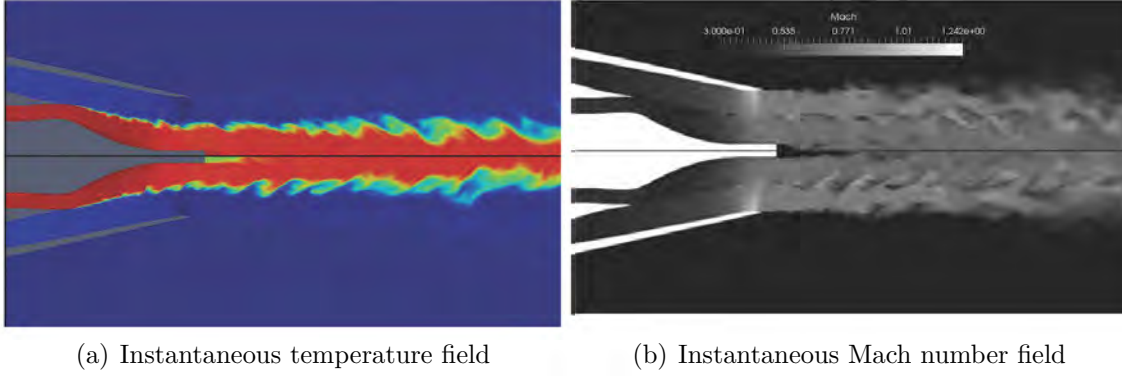 Mach
3.000e-01 0.535 0.771 1.01 1.242e+00
(a) Instantaneous temperature field
(b) Instantaneous Mach number field